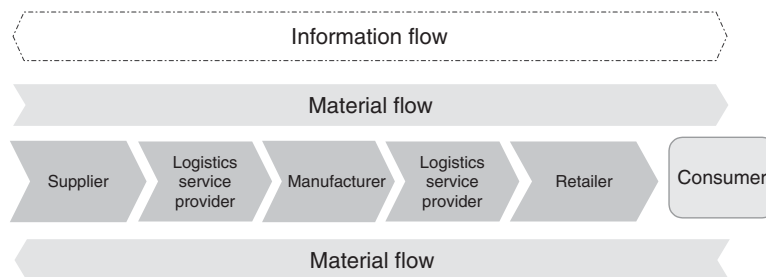 Information flow
Material flow
Supplier
Logistics
service
provider
Manufacturer
Logistics
service
provider
Retailer
Consumer
Material flow